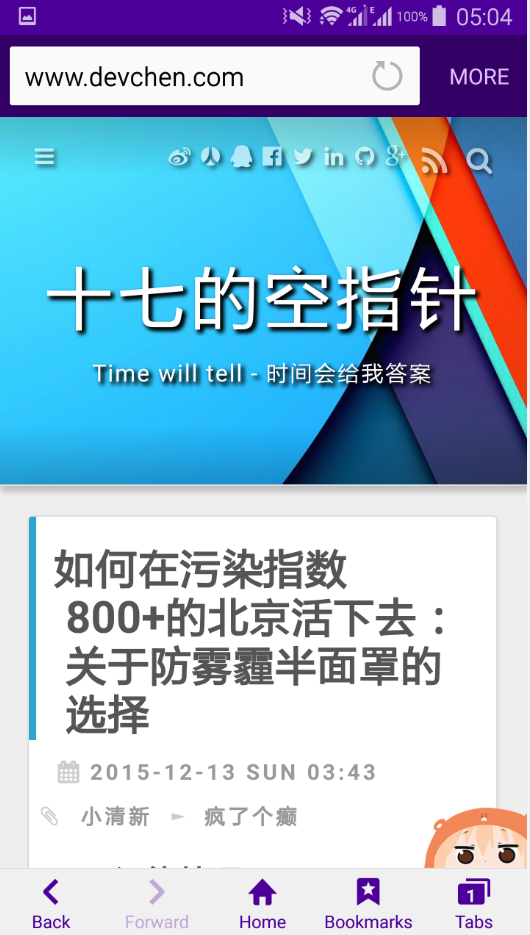 4G E 100% 05:04
www.devchen.com MORE
十七的空指针
Time will tell - 时间会给我答案
如何在污染指数
800+的北京活下去：
关于防雾霾半面罩的
选择
2015-12-13 SUN 03:43
小清新 ► 疯了个癫
Back Forward Home Bookmarks 1 Tabs